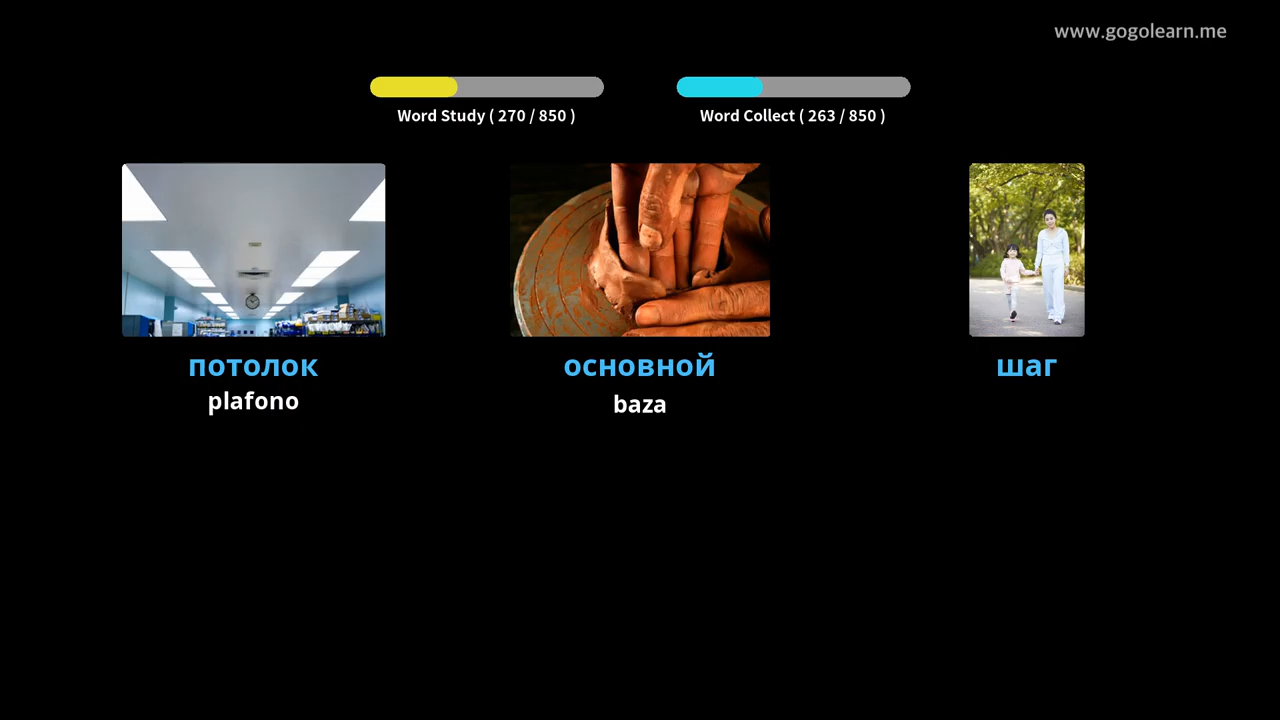 www.gogolearn.me
Word Study ( 270 / 850 )
Word Collect ( 263 / 850 )
потолок
plafono
основной
baza
шаг